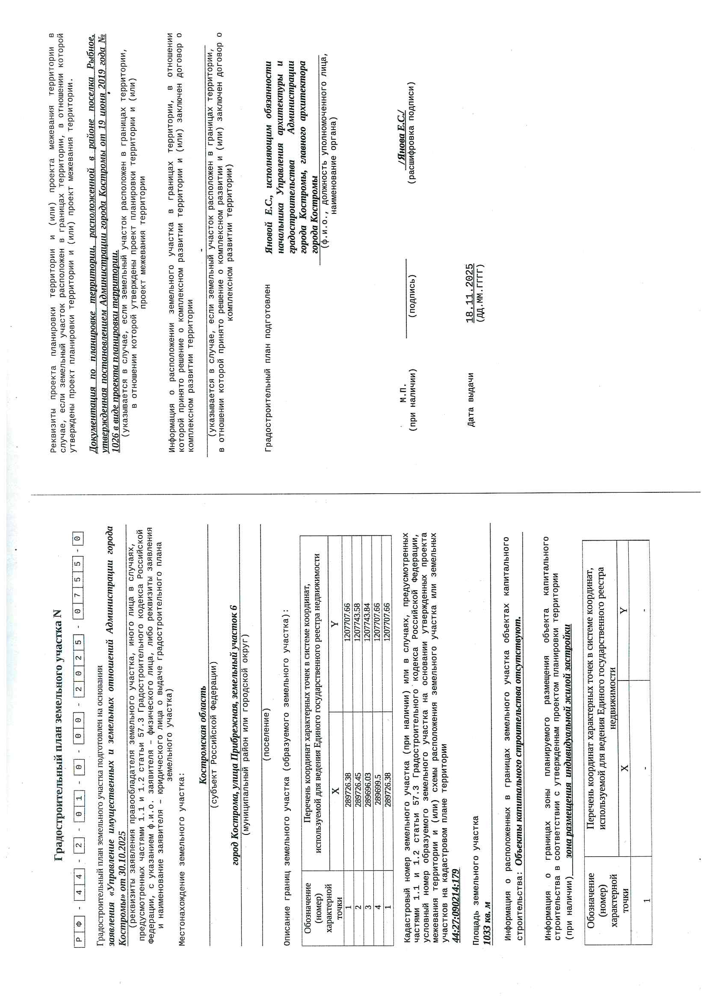 Градостроительный план земельного участка N
Р Ф - 4 4 - 2 - 0 1 - 0 - 0 0 - 2 0 2 5 - 0 7 5 5 - 0
Градостроительный план земельного участка подготовлен на основании
заявления «Управление имущественных и земельных отношений Администрации города
Костромы» от 30.10.2025
(реквизиты заявления правообладателя земельного участка, иного лица в случаях,
предусмотренных частями 1.1 и 1.2 статьи 57.3 Градостроительного кодекса Российской
Федерации, с указанием ф.и.о. заявителя – физического лица, либо реквизиты заявления
и наименование заявителя – юридического лица о выдаче градостроительного плана
земельного участка)
Местонахождение земельного участка:
Костромская область
(субъект Российской Федерации)
город Кострома, улица Прибрежная, земельный участок 6
(муниципальный район или городской округ)
(поселение)
Описание границ земельного участка (образуемого земельного участка):
Обозначение (номер) характерной точки
Перечень координат характерных точек в системе координат,
используемой для ведения Единого государственного реестра недвижимости
X Y
1 289726.38 1207707.66
2 289726.45 1207743.58
3 289696.03 1207743.84
4 289699.5 1207707.66
1 289726.38 1207707.66
Кадастровый номер земельного участка (при наличии) или в случаях, предусмотренных
частями 1.1 и 1.2 статьи 57.3 Градостроительного кодекса Российской Федерации,
условный номер образуемого земельного участка на основании утвержденных проекта
межевания территории и (или) схемы расположения земельного участка или земельных
участков на кадастровом плане территории
44:27:090214:179
Площадь земельного участка
1033 кв. м
Информация о расположенных в границах земельного участка объектах капитального
строительства: Объекты капитального строительства отсутствуют.
Информация о границах зоны планируемого размещения объекта капитального
строительства в соответствии с утвержденным проектом планировки территории
(при наличии) зона размещения индивидуальной жилой застройки
Обозначение (номер) характерной точки
Перечень координат характерных точек в системе координат,
используемой для ведения Единого государственного реестра
недвижимости
X Y
1 - -
Реквизиты проекта планировки территории и (или) проекта межевания территории в
случае, если земельный участок расположен в границах территории, в отношении которой
утверждены проект планировки территории и (или) проект межевания территории.
Документация по планировке территории, расположенной в районе поселка Рыбное,
утвержденная постановлением Администрации города Костромы от 19 июня 2019 года №
1026 в виде проекта планировки территории.
(указывается в случае, если земельный участок расположен в границах территории,
в отношении которой утверждены проект планировки территории и (или)
проект межевания территории
Информация о расположении земельного участка в границах территории, в отношении
которой принято решение о комплексном развитии территории и (или) заключен договор о
комплексном развитии территории
-
(указывается в случае, если земельный участок расположен в границах территории,
в отношении которой принято решение о комплексном развитии и (или) заключен договор о
комплексном развитии территории)
Градостроительный план подготовлен Яновой Е.С., исполняющим обязанности
начальника Управления архитектуры и
градостроительства Администрации
города Костромы, главного архитектора
города Костромы
(ф.и.о., должность уполномоченного лица,
наименование органа)
М.П. /Янова Е.С./
(при наличии) (подпись) (расшифровка подписи)
Дата выдачи 18.11.2025
(ДД.ММ.ГГГГ)